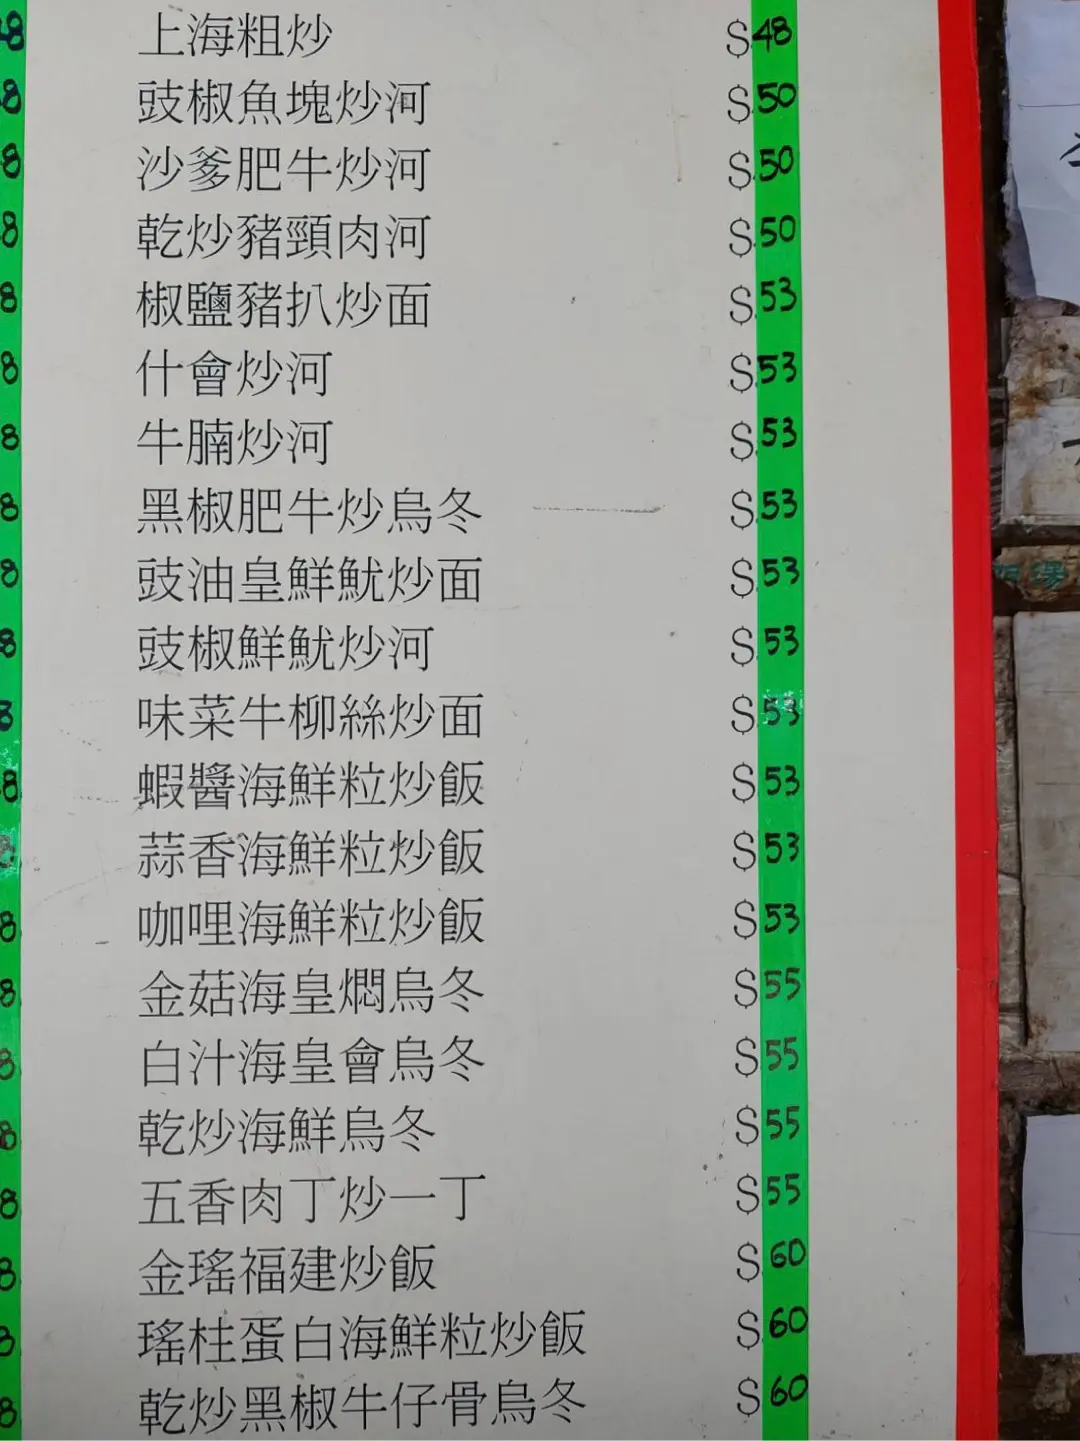 上海粗炒 $48
豉椒魚塊炒河 $50
沙爹肥牛炒河 $50
乾炒豬頸肉河 $50
椒鹽豬扒炒面 $53
什會炒河 $53
牛腩炒河 $53
黑椒肥牛炒烏冬 $53
豉油皇鮮魷炒面 $53
豉椒鮮魷炒河 $53
味菜牛柳絲炒面 $53
蝦醬海鮮粒炒飯 $53
蒜香海鮮粒炒飯 $53
咖哩海鮮粒炒飯 $53
金菇海皇燜烏冬 $55
白汁海皇會烏冬 $55
乾炒海鮮烏冬 $55
五香肉丁炒一丁 $55
金瑤福建炒飯 $60
瑤柱蛋白海鮮粒炒飯 $60
乾炒黑椒牛仔骨烏冬 $60